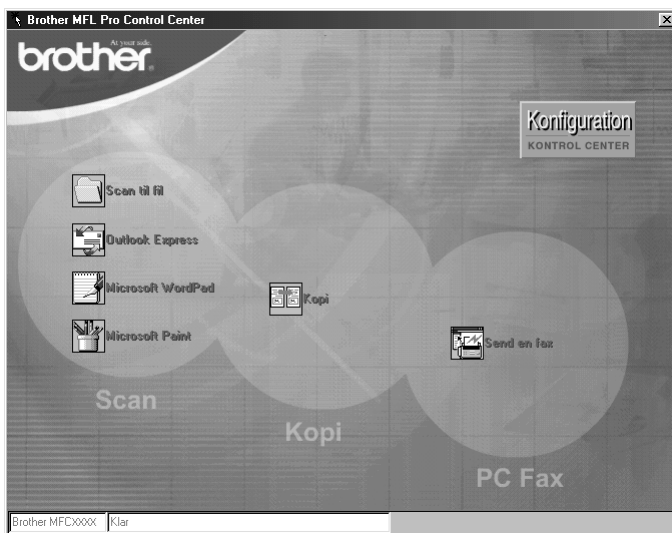 Brother MFL Pro Control Center
At your side.
brother
Konfiguration
KONTROL CENTER
Scan til fil
Outlook Express
Microsoft WordPad
Microsoft Paint
Kopi
Send en fax
Scan
Kopi
PC Fax
Brother MFCXXXX
Klar